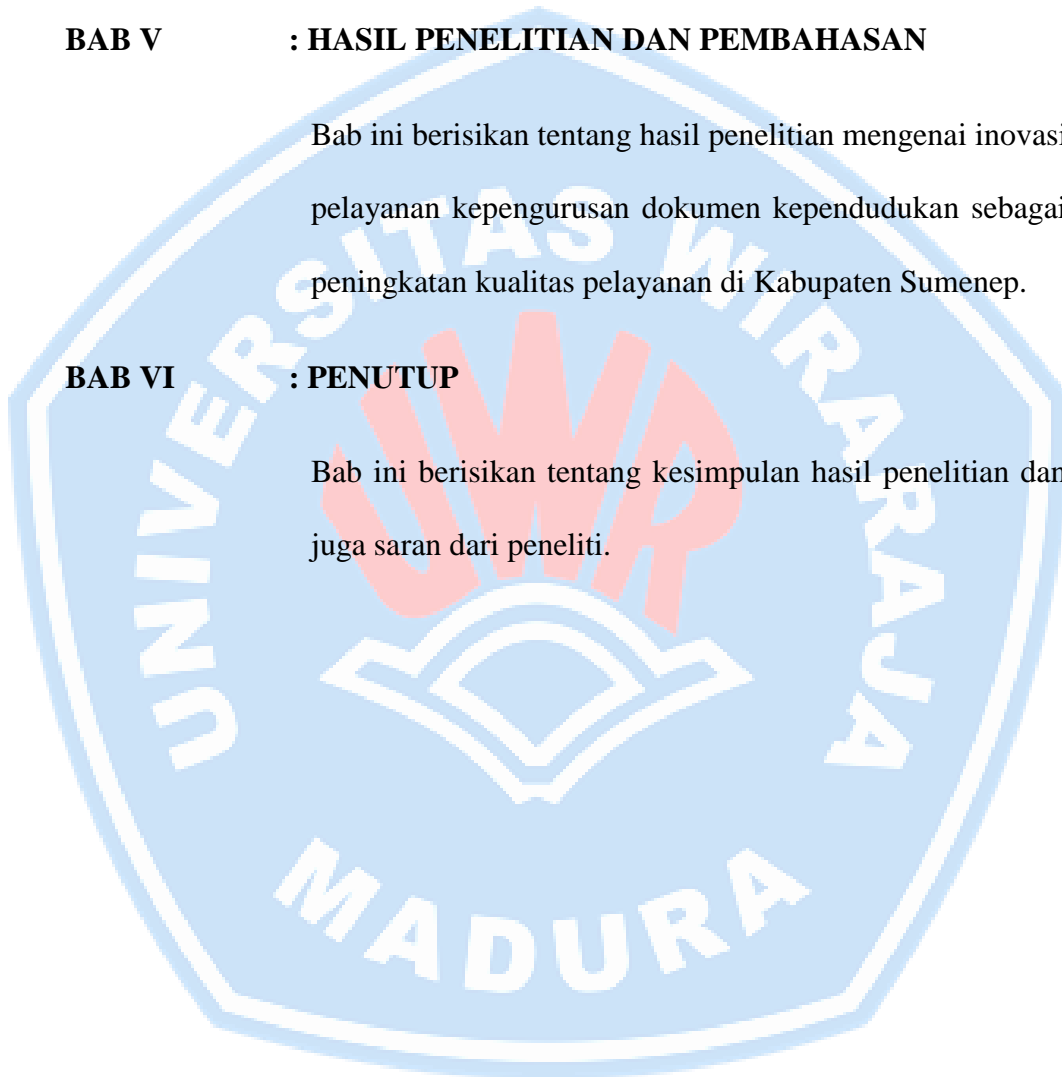 BAB V : HASIL PENELITIAN DAN PEMBAHASAN
Bab ini berisikan tentang hasil penelitian mengenai inovasi
pelayanan kepengurusan dokumen kependudukan sebagai
peningkatan kualitas pelayanan di Kabupaten Sumenep.
BAB VI : PENUTUP
Bab ini berisikan tentang kesimpulan hasil penelitian dan
juga saran dari peneliti.
UNIVERSITAS WIRARAJA
UWR
MADURA